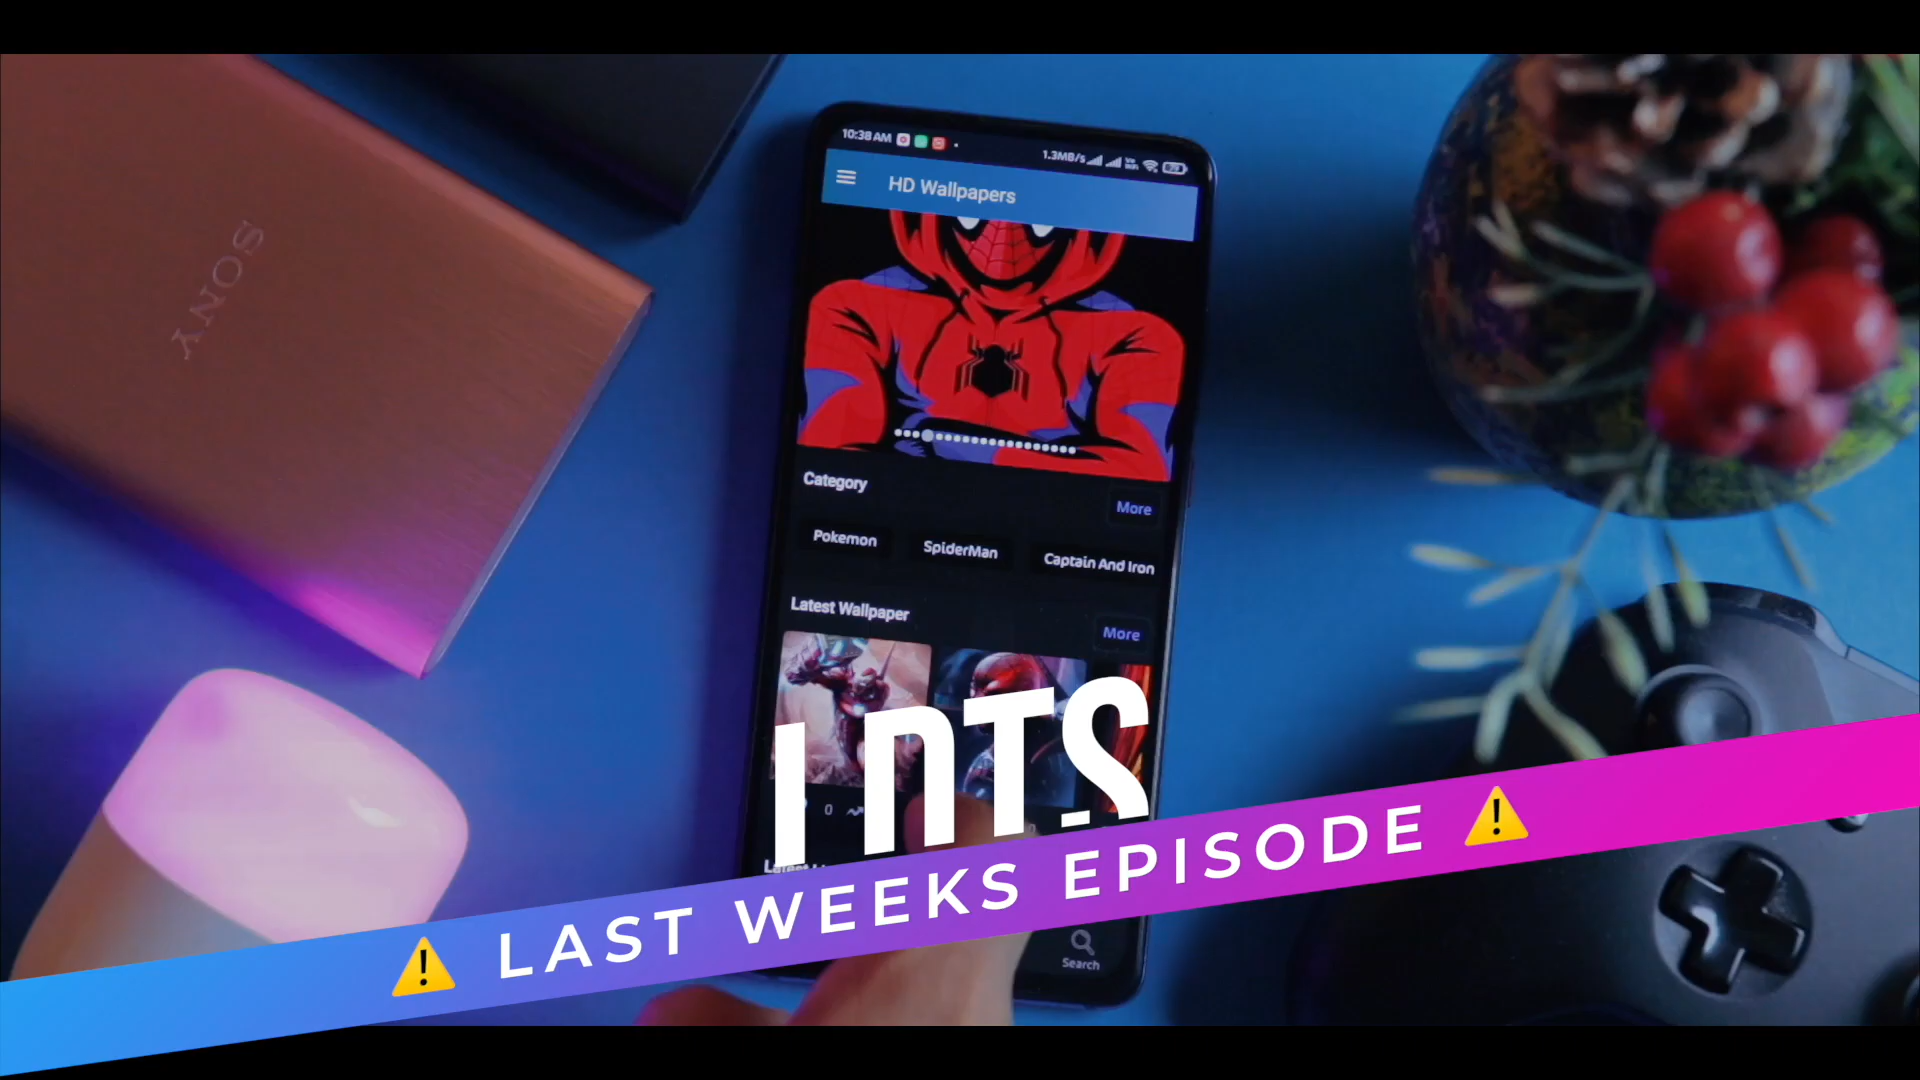 10:38 AM
1.3MB/s
HD Wallpapers
SONY
Category
More
Pokemon
SpiderMan
Captain And Iron
Latest Wallpaper
More
0
LAST WEEKS EPISODE
Search